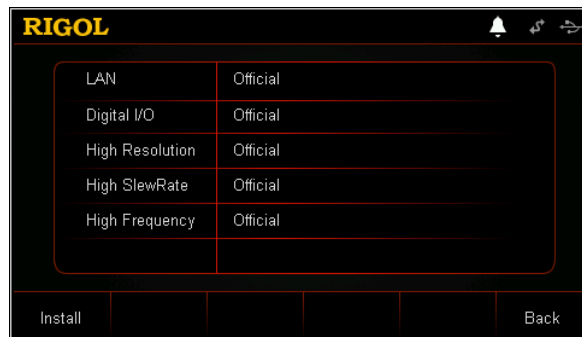 RIGOL
LAN Official
Digital I/O Official
High Resolution Official
High SlewRate Official
High Frequency Official
Install Back